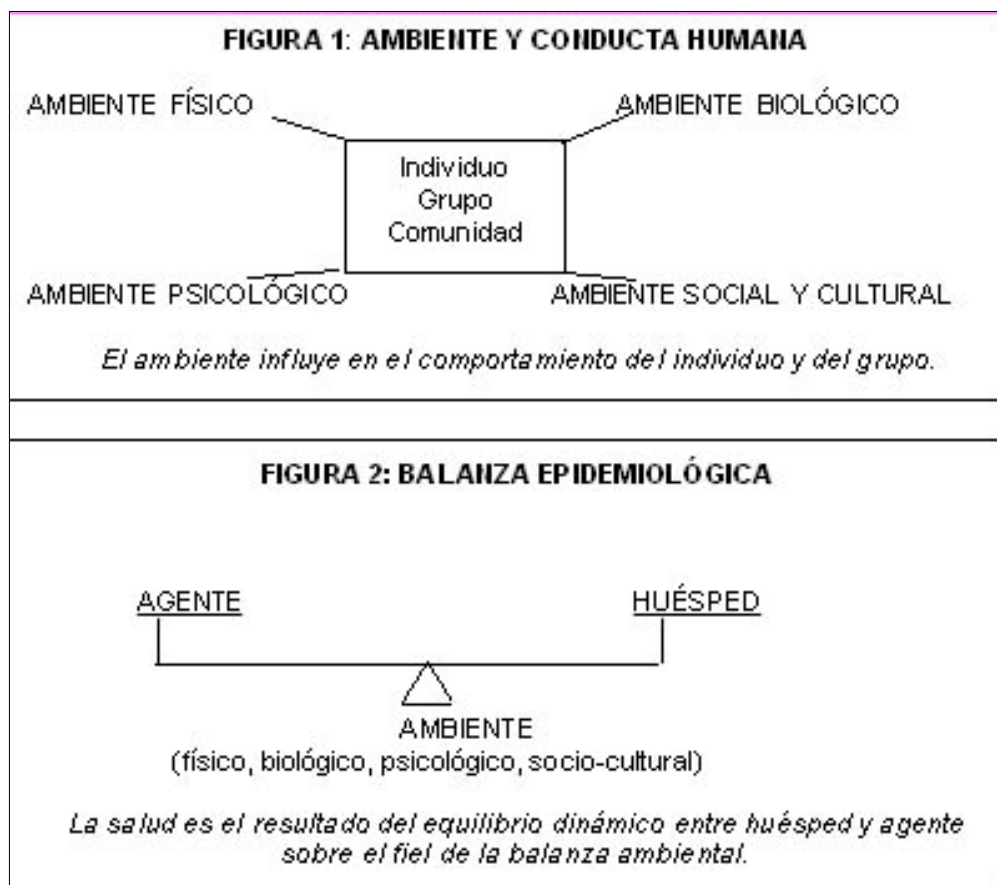 FIGURA 1: AMBIENTE Y CONDUCTA HUMANA
AMBIENTE FÍSICO
AMBIENTE BIOLÓGICO
Individuo
Grupo
Comunidad
AMBIENTE PSICOLÓGICO
AMBIENTE SOCIAL Y CULTURAL
El ambiente influye en el comportamiento del individuo y del grupo.
FIGURA 2: BALANZA EPIDEMIOLÓGICA
AGENTE
HUÉSPED
AMBIENTE
(físico, biológico, psicológico, socio-cultural)
La salud es el resultado del equilibrio dinámico entre huésped y agente
sobre el fiel de la balanza ambiental.